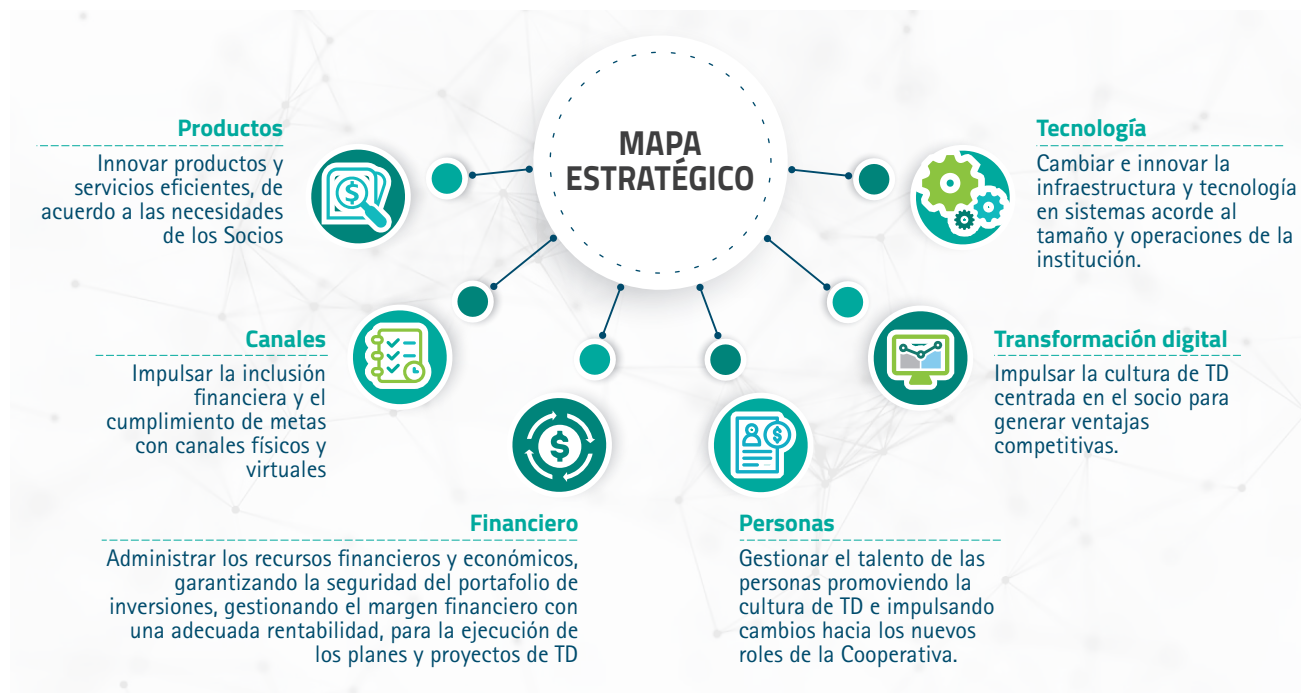 MAPA
ESTRATÉGICO
Productos
Innovar productos y
servicios eficientes, de
acuerdo a las necesidades
de los Socios
Canales
Impulsar la inclusión
financiera y el
cumplimiento de metas
con canales físicos y
virtuales
Financiero
Administrar los recursos financieros y económicos,
garantizando la seguridad del portafolio de
inversiones, gestionando el margen financiero con
una adecuada rentabilidad, para la ejecución de
los planes y proyectos de TD
Personas
Gestionar el talento de las
personas promoviendo la
cultura de TD e impulsando
cambios hacia los nuevos
roles de la Cooperativa.
Transformación digital
Impulsar la cultura de TD
centrada en el socio para
generar ventajas
competitivas.
Tecnología
Cambiar e innovar la
infraestructura y tecnología
en sistemas acorde al
tamaño y operaciones de la
institución.